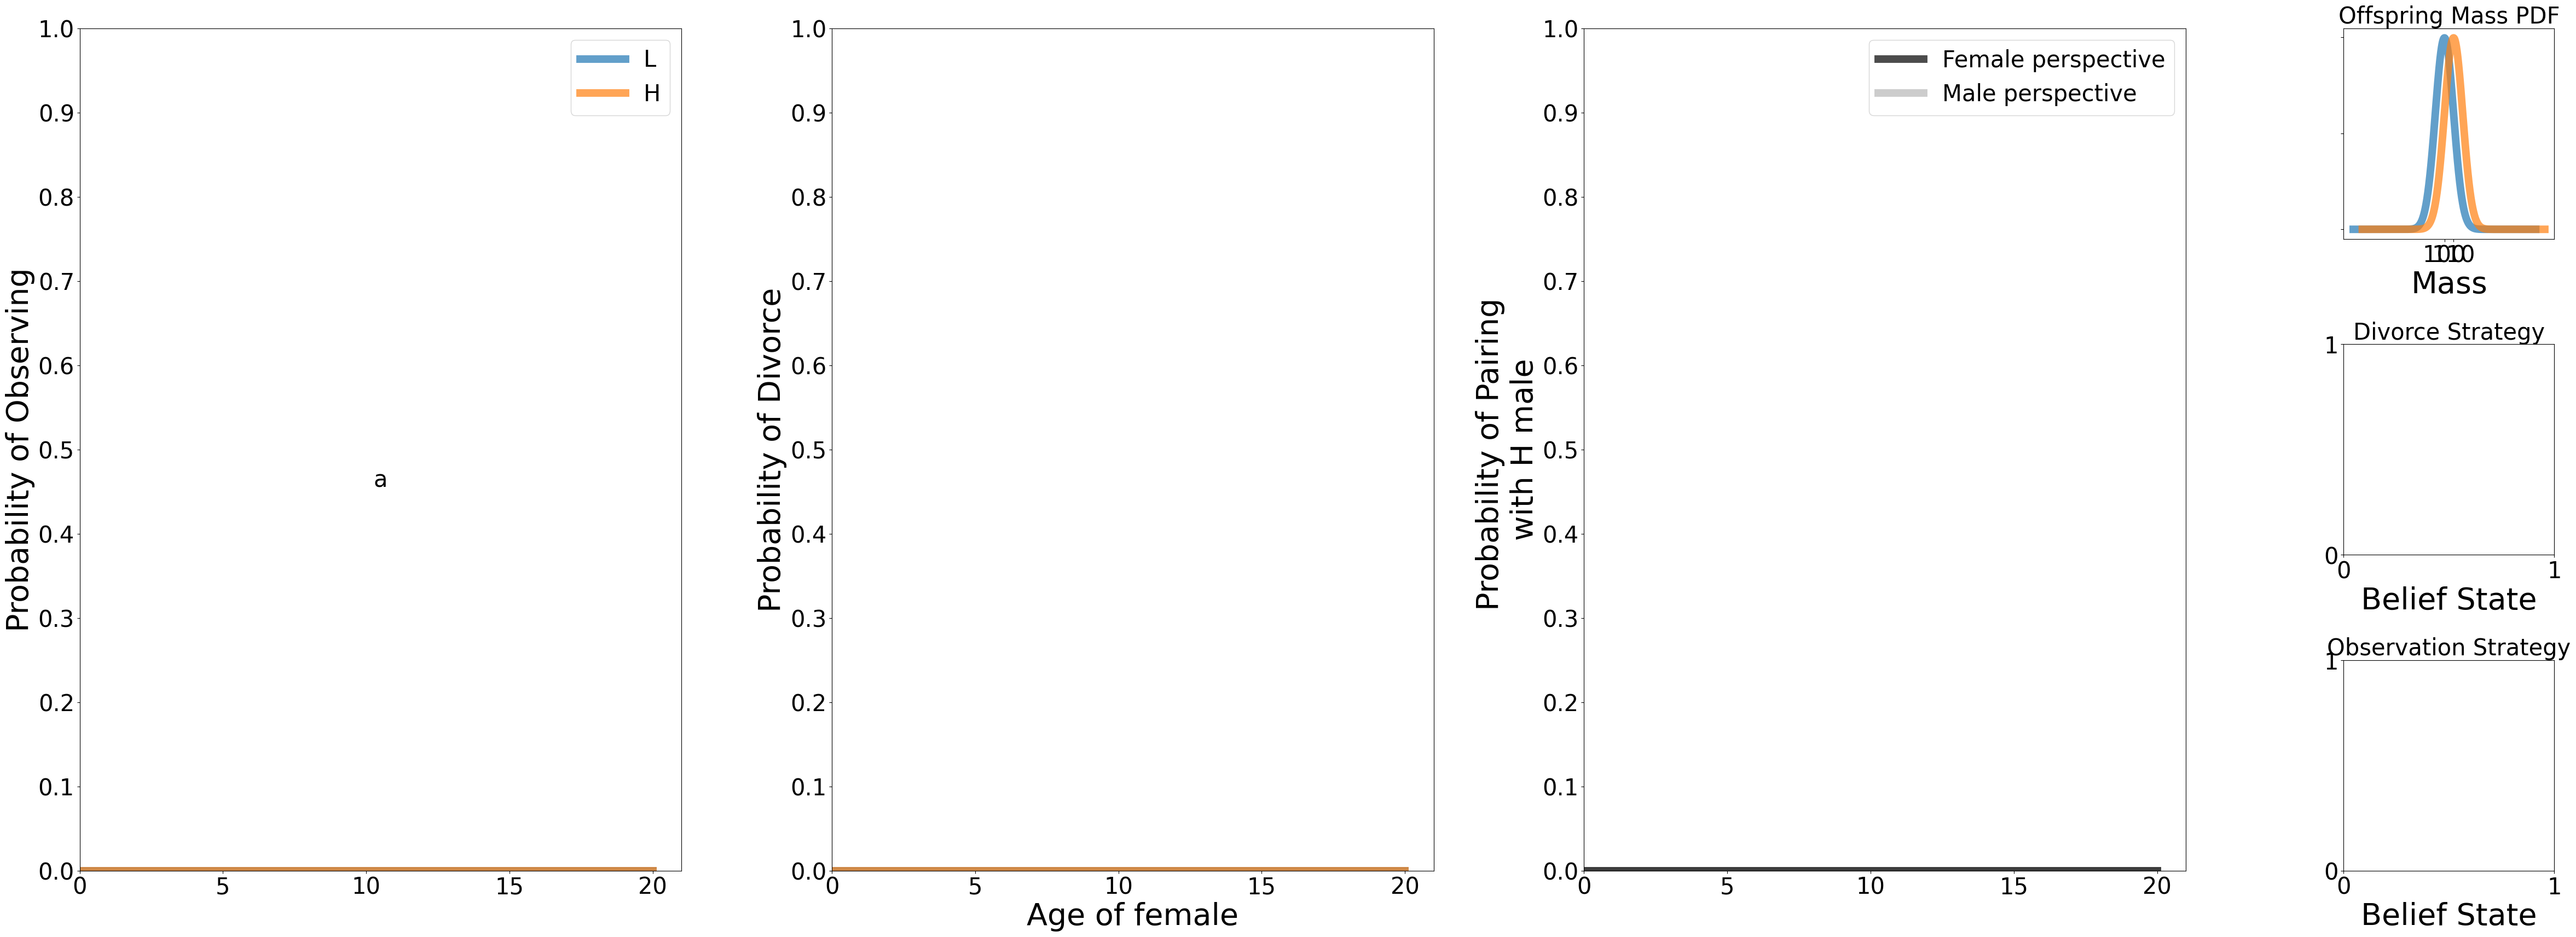 1.0
0.9
0.8
0.7
0.6
0.5
0.4
0.3
0.2
0.1
0.0
0 5 10 15 20
Probability of Observing
L
H
a
1.0
0.9
0.8
0.7
0.6
0.5
0.4
0.3
0.2
0.1
0.0
0 5 10 15 20
Probability of Divorce
Age of female
1.0
0.9
0.8
0.7
0.6
0.5
0.4
0.3
0.2
0.1
0.0
0 5 10 15 20
Probability of Pairing
with H male
Female perspective
Male perspective
Offspring Mass PDF
100 110
Mass
Divorce Strategy
1
0
0 1
Belief State
Observation Strategy
1
0
0 1
Belief State